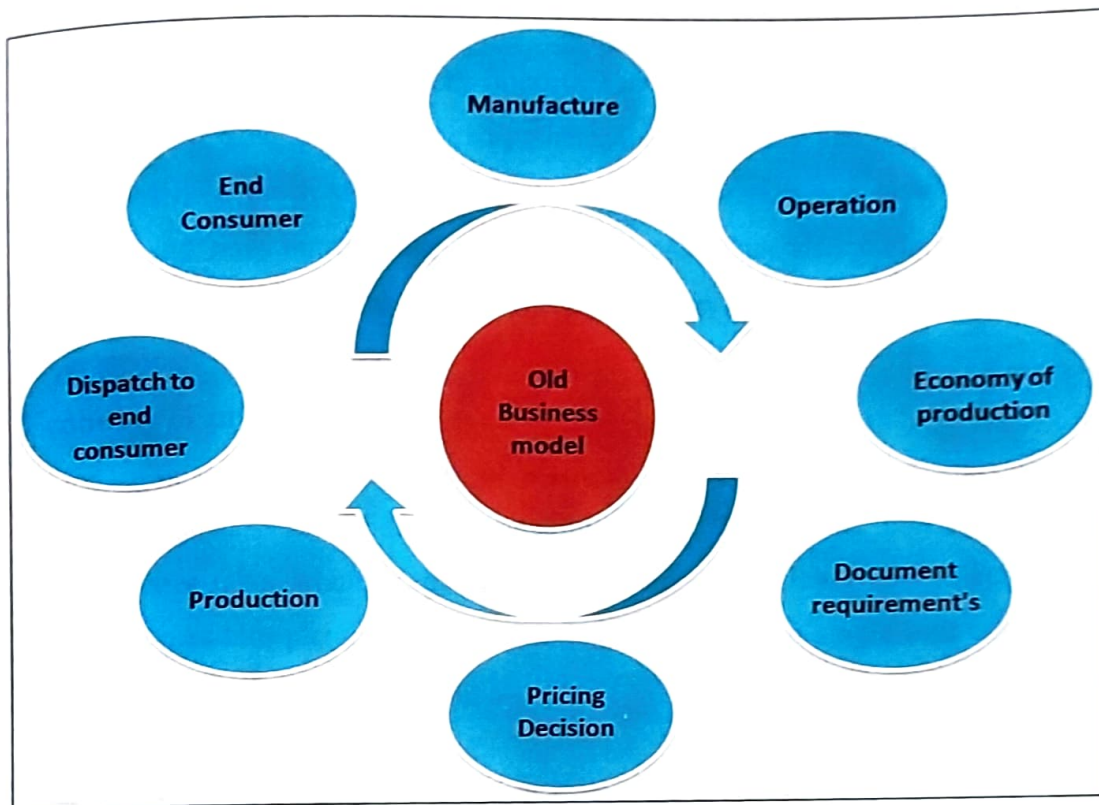 Manufacture
Operation
Economy of
production
Document
requirement's
Pricing
Decision
Production
Dispatch to
end
consumer
End
Consumer
Old
Business
model